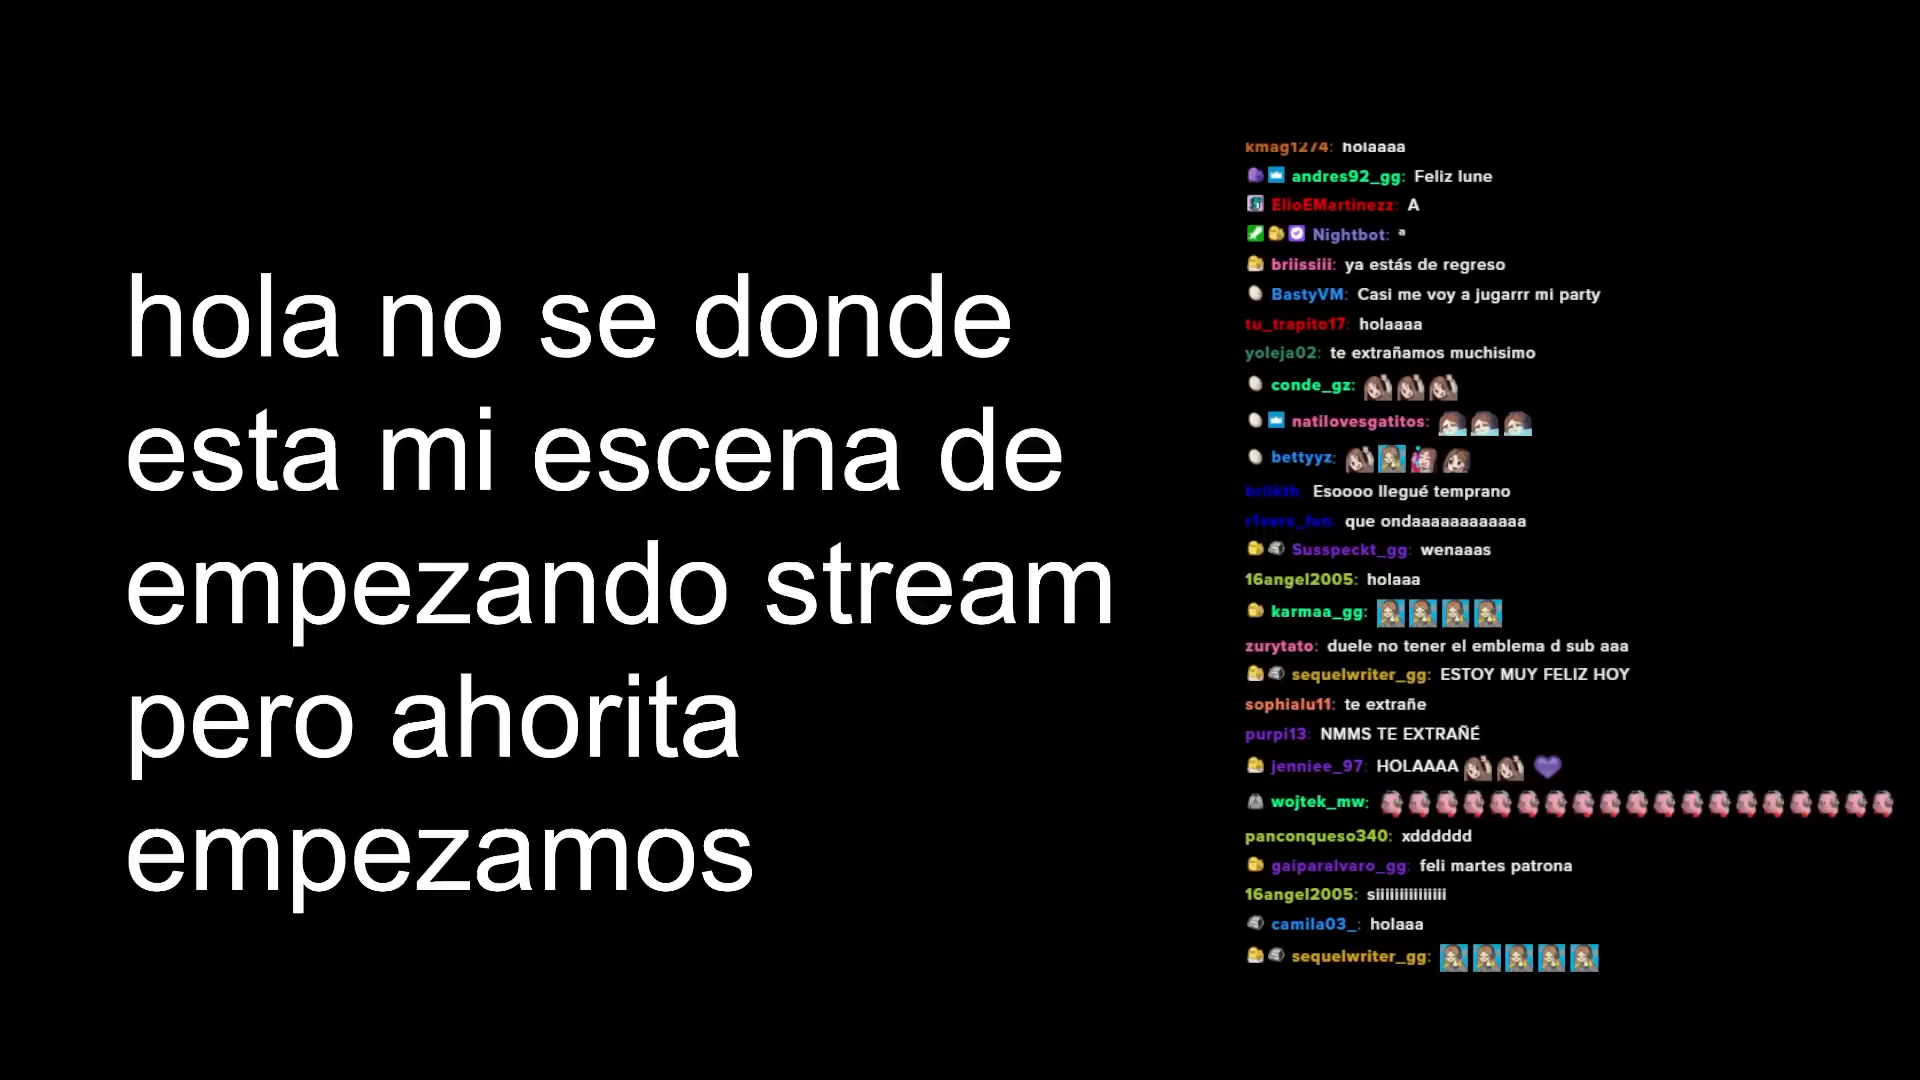 hola no se donde
esta mi escena de
empezando stream
pero ahorita
empezamos
kmag1274: holaaaa
andres92_gg: Feliz lune
ElioEMartinezz: A
Nightbot: ª
briissiii: ya estás de regreso
BastyVM: Casi me voy a jugarrr mi party
tu_trapito17: holaaaa
yoleja02: te extrañamos muchisimo
conde_gz:
natilovesgatitos:
bettyyz:
Esoooo llegué temprano
que ondaaaaaaaaaaaa
Susspeckt_gg: wenaaas
16angel2005: holaaa
karmaa_gg:
zurytato: duele no tener el emblema d sub aaa
sequelwriter_gg: ESTOY MUY FELIZ HOY
sophialu11: te extrañe
purpi13: NMMS TE EXTRAÑÉ
jenniee_97: HOLAAAA
wojtek_mw:
panconqueso340: xdddddd
gaiparalvaro_gg: feli martes patrona
16angel2005: siiiiiiiiiiiiiii
camila03_: holaaa
sequelwriter_gg: